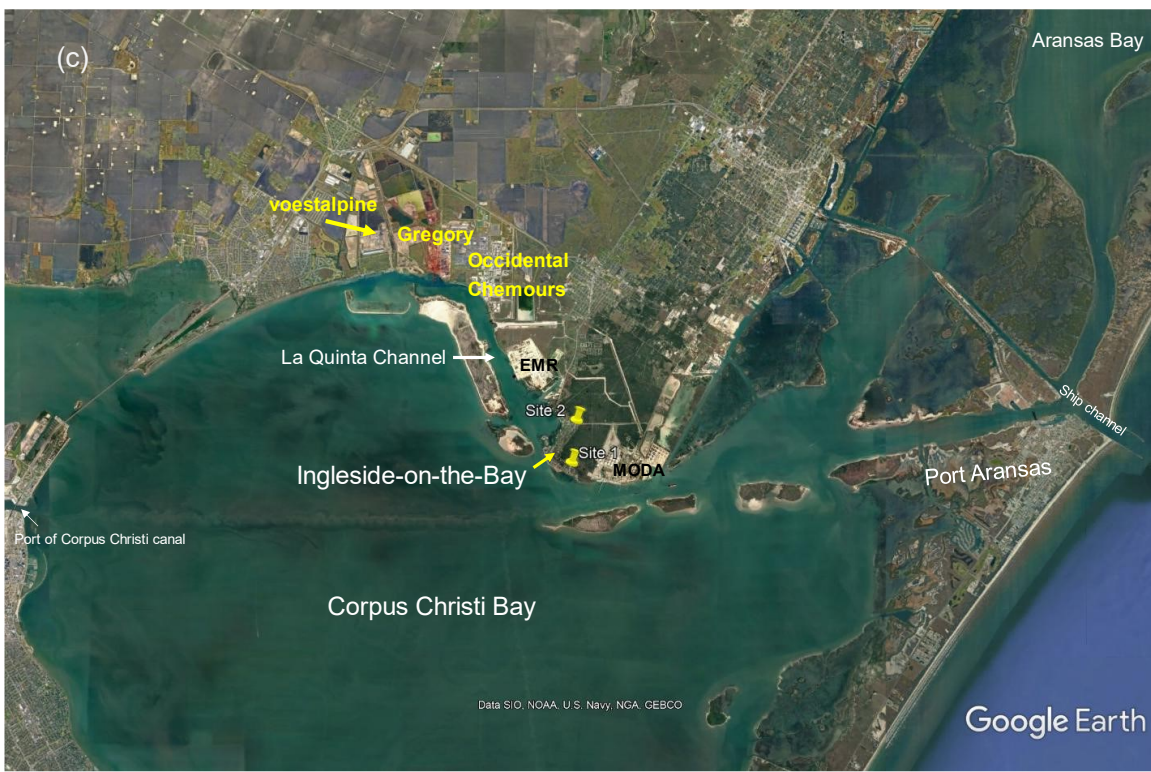 (c)
Aransas Bay
voestalpine
Gregory
Occidental
Chemours
La Quinta Channel
EMR
Ship channel
Site 2
Site 1
Ingleside-on-the-Bay
MODA
Port Aransas
Port of Corpus Christi canal
Corpus Christi Bay
Data SIO, NOAA, U.S. Navy, NGA, GEBCO
Google Earth